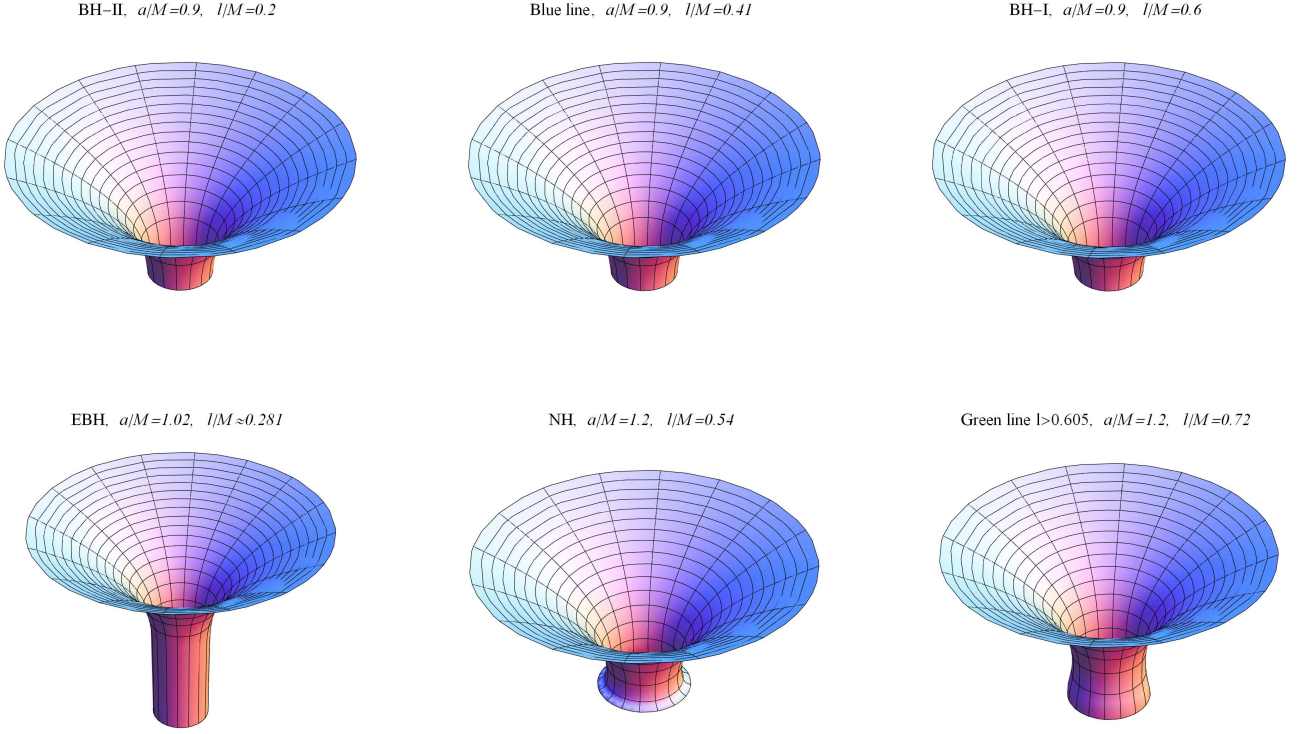 BH−II, a/M=0.9, l/M=0.2
Blue line, a/M=0.9, l/M=0.41
BH−I, a/M=0.9, l/M=0.6
EBH, a/M=1.02, l/M≈0.281
NH, a/M=1.2, l/M=0.54
Green line l>0.605, a/M=1.2, l/M=0.72